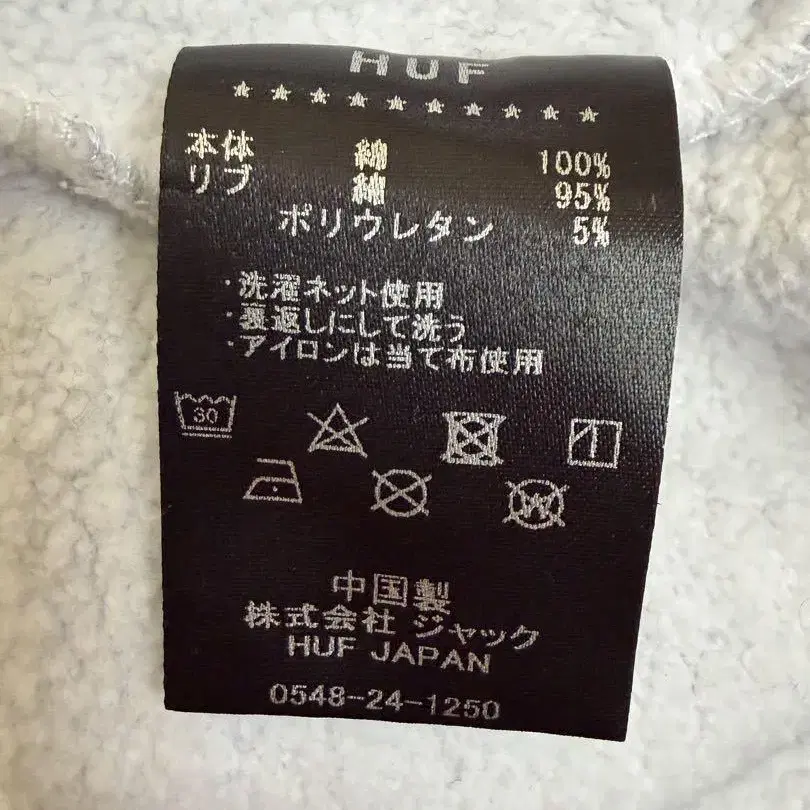 HUF
本体 綿 100%
リブ 綿 95%
ポリウレタン 5%
・洗濯ネット使用
・裏返しにして洗う
・アイロンは当て布使用
30
W
中国製
株式会社 ジャック
HUF JAPAN
0548-24-1250